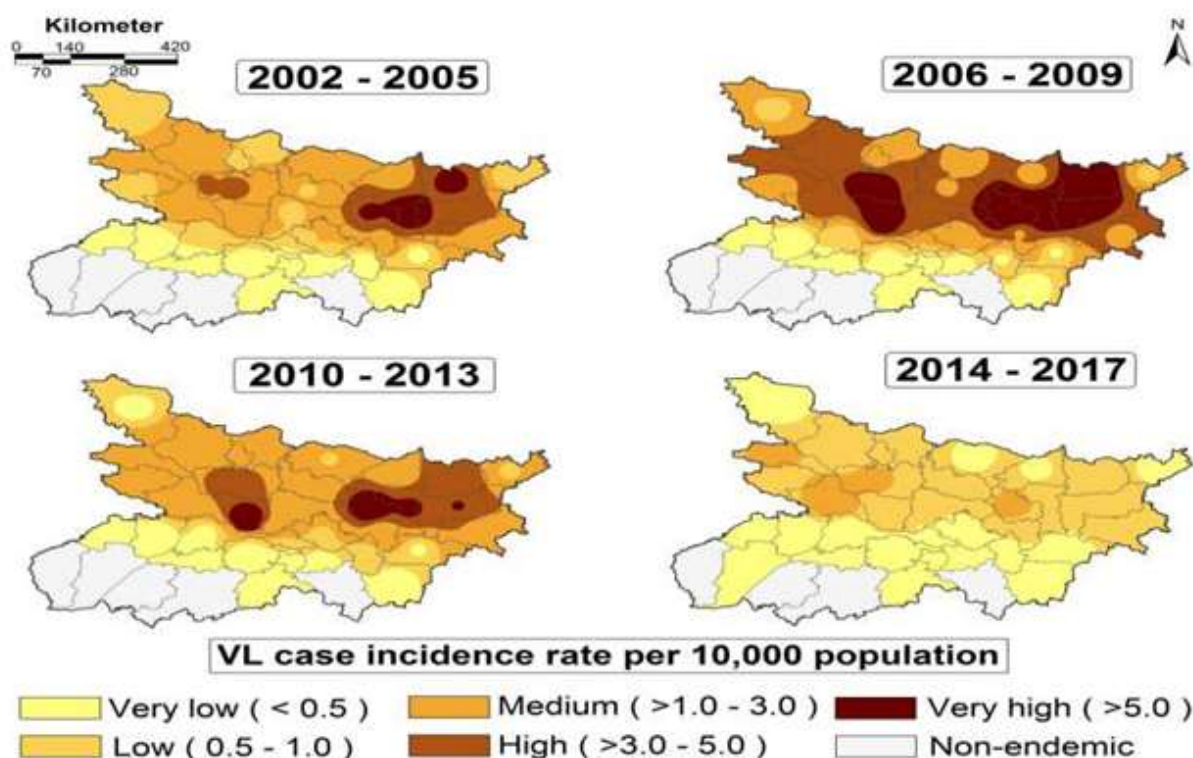 Kilometer
0 140 420
70 280
N
2002 - 2005
2006 - 2009
2010 - 2013
2014 - 2017
VL case incidence rate per 10,000 population
Very low ( < 0.5 )
Medium ( >1.0 - 3.0 )
Very high ( >5.0 )
Low ( 0.5 - 1.0 )
High ( >3.0 - 5.0 )
Non-endemic